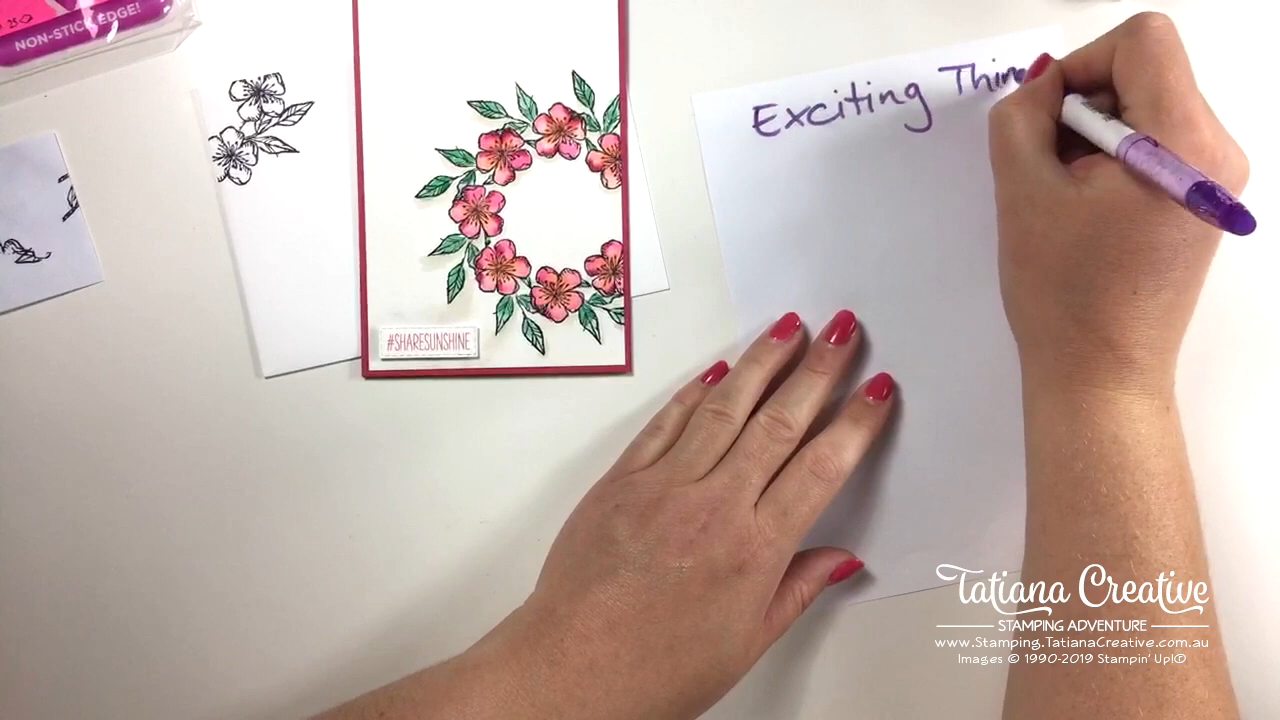 NON-STICK EDGE!
Exciting Thing
#SHARESUNSHINE
Tatiana Creative
STAMPING ADVENTURE
www.Stamping.TatianaCreative.com.au
Images © 1990-2019 Stampin' Up!©